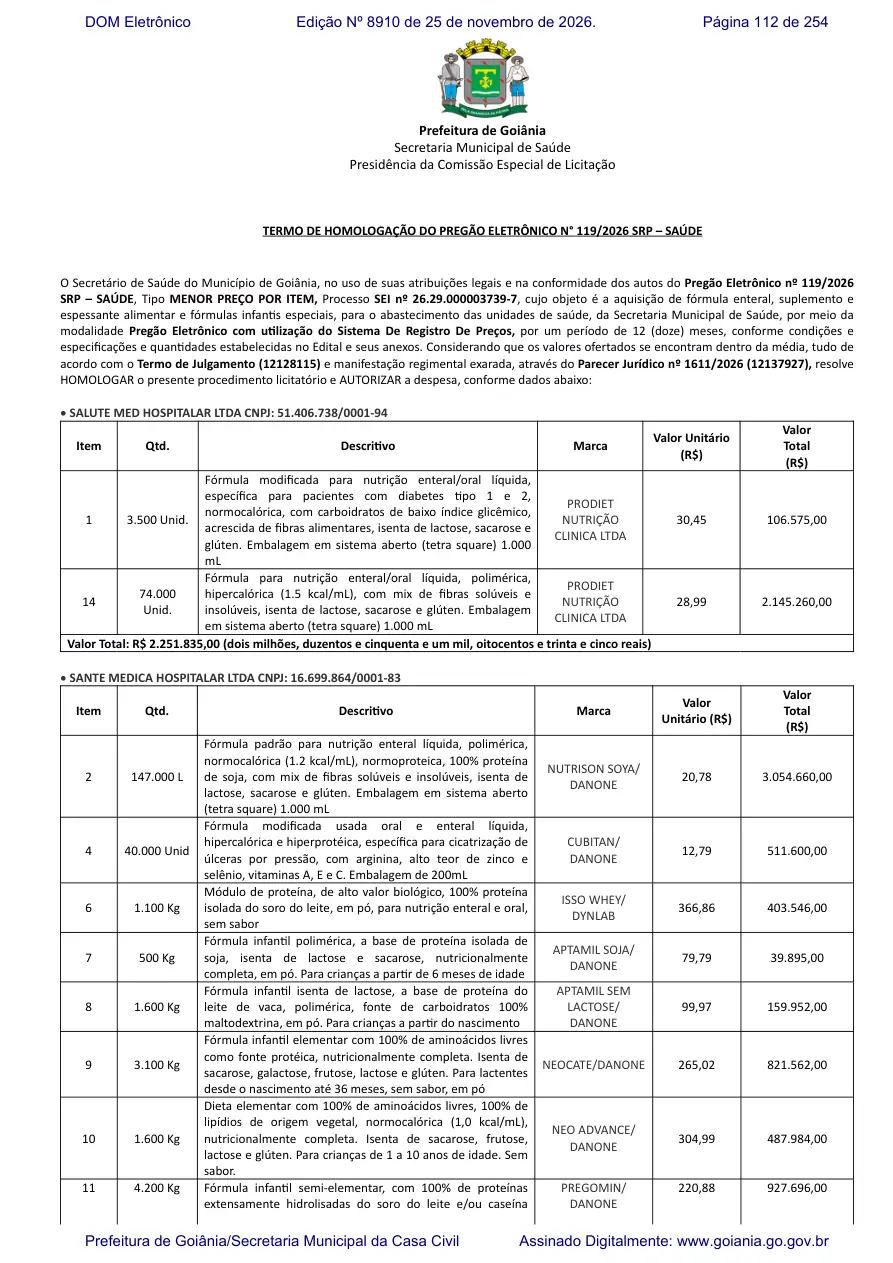 DOM Eletrônico Edição Nº 8910 de 25 de novembro de 2026. Página 112 de 254
Prefeitura de Goiânia
Secretaria Municipal de Saúde
Presidência da Comissão Especial de Licitação
TERMO DE HOMOLOGAÇÃO DO PREGÃO ELETRÔNICO N° 119/2026 SRP – SAÚDE
O Secretário de Saúde do Município de Goiânia, no uso de suas atribuições legais e na conformidade dos autos do Pregão Eletrônico nº 119/2026
SRP – SAÚDE, Tipo MENOR PREÇO POR ITEM, Processo SEI nº 26.29.000003739-7, cujo objeto é a aquisição de fórmula enteral, suplemento e
espessante alimentar e fórmulas infantis especiais, para o abastecimento das unidades de saúde, da Secretaria Municipal de Saúde, por meio da
modalidade Pregão Eletrônico com utilização do Sistema De Registro De Preços, por um período de 12 (doze) meses, conforme condições e
especificações e quantidades estabelecidas no Edital e seus anexos. Considerando que os valores ofertados se encontram dentro da média, tudo de
acordo com o Termo de Julgamento (12128115) e manifestação regimental exarada, através do Parecer Jurídico nº 1611/2026 (12137927), resolve
HOMOLOGAR o presente procedimento licitatório e AUTORIZAR a despesa, conforme dados abaixo:
• SALUTE MED HOSPITALAR LTDA CNPJ: 51.406.738/0001-94
Item Qtd. Descritivo Marca Valor Unitário
(R$)
Valor
Total
(R$)
1
3.500 Unid.
Fórmula modificada para nutrição enteral/oral líquida,
específica para pacientes com diabetes tipo 1 e 2,
normocalórica, com carboidratos de baixo índice glicêmico,
acrescida de fibras alimentares, isenta de lactose, sacarose e
glúten. Embalagem em sistema aberto (tetra square) 1.000
mL
PRODIET
NUTRIÇÃO
CLINICA LTDA
30,45
106.575,00
14
74.000
Unid.
Fórmula para nutrição enteral/oral líquida, polimérica,
hipercalórica (1.5 kcal/mL), com mix de fibras solúveis e
insolúveis, isenta de lactose, sacarose e glúten. Embalagem
em sistema aberto (tetra square) 1.000 mL
PRODIET
NUTRIÇÃO
CLINICA LTDA
28,99
2.145.260,00
Valor Total: R$ 2.251.835,00 (dois milhões, duzentos e cinquenta e um mil, oitocentos e trinta e cinco reais)
• SANTE MEDICA HOSPITALAR LTDA CNPJ: 16.699.864/0001-83
Item Qtd. Descritivo Marca Valor
Unitário (R$)
Valor
Total
(R$)
2
147.000 L
Fórmula padrão para nutrição enteral líquida, polimérica,
normocalórica (1.2 kcal/mL), normoproteica, 100% proteína
de soja, com mix de fibras solúveis e insolúveis, isenta de
lactose, sacarose e glúten. Embalagem em sistema aberto
(tetra square) 1.000 mL
NUTRISON SOYA/
DANONE
20,78
3.054.660,00
4
40.000 Unid
Fórmula modificada usada oral e enteral líquida,
hipercalórica e hiperprotéica, específica para cicatrização de
úlceras por pressão, com arginina, alto teor de zinco e
selênio, vitaminas A, E e C. Embalagem de 200mL
CUBITAN/
DANONE
12,79
511.600,00
6
1.100 Kg
Módulo de proteína, de alto valor biológico, 100% proteína
isolada do soro do leite, em pó, para nutrição enteral e oral,
sem sabor
ISSO WHEY/
DYNLAB
366,86
403.546,00
7
500 Kg
Fórmula infantil polimérica, a base de proteína isolada de
soja, isenta de lactose e sacarose, nutricionalmente
completa, em pó. Para crianças a partir de 6 meses de idade
APTAMIL SOJA/
DANONE
79,79
39.895,00
8
1.600 Kg
Fórmula infantil isenta de lactose, a base de proteína do
leite de vaca, polimérica, fonte de carboidratos 100%
maltodextrina, em pó. Para crianças a partir do nascimento
APTAMIL SEM
LACTOSE/
DANONE
99,97
159.952,00
9
3.100 Kg
Fórmula infantil elementar com 100% de aminoácidos livres
como fonte protéica, nutricionalmente completa. Isenta de
sacarose, galactose, frutose, lactose e glúten. Para lactentes
desde o nascimento até 36 meses, sem sabor, em pó
NEOCATE/DANONE
265,02
821.562,00
10
1.600 Kg
Dieta elementar com 100% de aminoácidos livres, 100% de
lipídios de origem vegetal, normocalórica (1,0 kcal/mL),
nutricionalmente completa. Isenta de sacarose, frutose,
lactose e glúten. Para crianças de 1 a 10 anos de idade. Sem
sabor.
NEO ADVANCE/
DANONE
304,99
487.984,00
11
4.200 Kg
Fórmula infantil semi-elementar, com 100% de proteínas
extensamente hidrolisadas do soro do leite e/ou caseína
PREGOMIN/
DANONE
220,88
927.696,00
Prefeitura de Goiânia/Secretaria Municipal da Casa Civil Assinado Digitalmente: www.goiania.go.gov.br